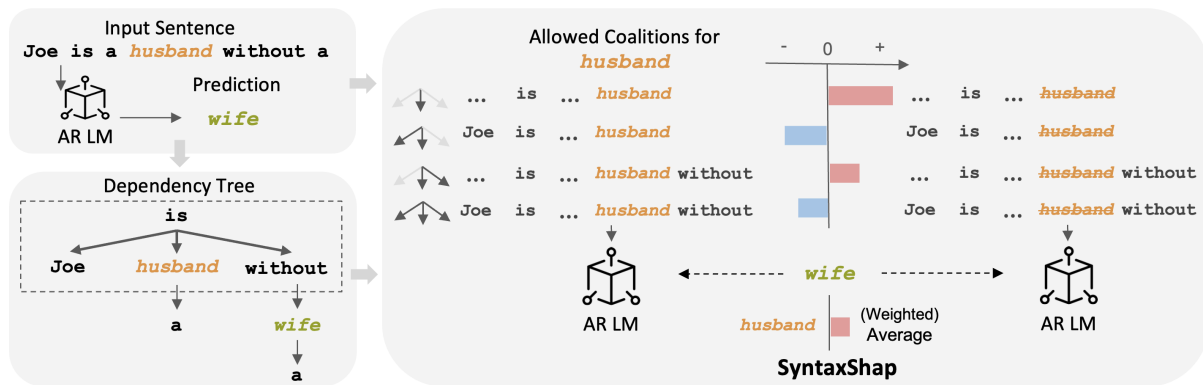 Input Sentence
Joe is a husband without a
Prediction
AR LM
wife
Dependency Tree
is
Joe husband without
a wife
a
Allowed Coalitions for
husband
- 0 +
... is ... husband ... is ... husband
Joe is ... husband Joe is ... husband
... is ... husband without ... is ... husband without
Joe is ... husband without Joe is ... husband without
wife
AR LM AR LM
husband (Weighted)
Average
SyntaxShap